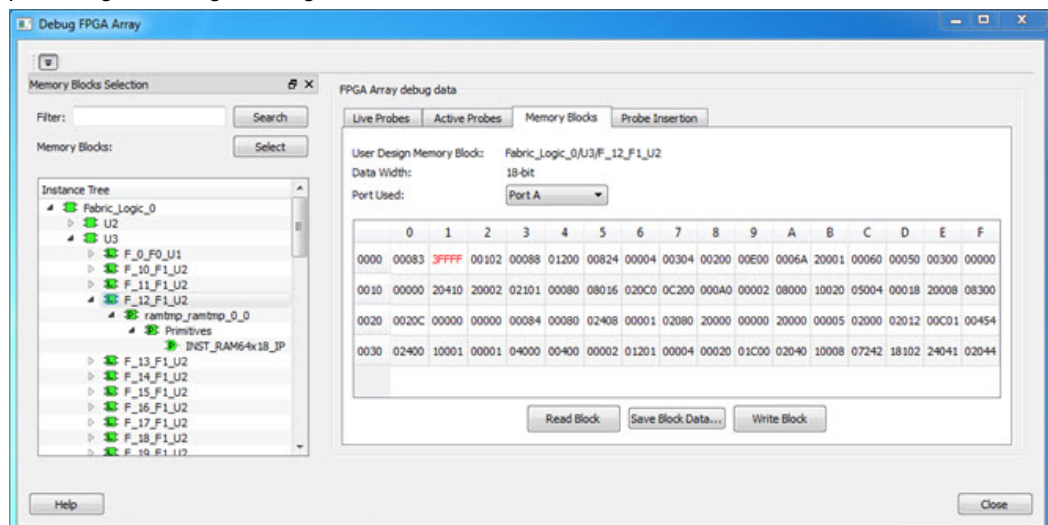 Debug FPGA Array
Memory Blocks Selection
Filter:
Search
Memory Blocks:
Select
Instance Tree
Fabric_Logic_0
U2
U3
F_0_F0_U1
F_10_F1_U2
F_11_F1_U2
F_12_F1_U2
ramtmp_ramtmp_0_0
Primitives
INST_RAM64x18_IP
F_13_F1_U2
F_14_F1_U2
F_15_F1_U2
F_16_F1_U2
F_17_F1_U2
F_18_F1_U2
F_19_F1_U2
FPGA Array debug data
Live Probes Active Probes Memory Blocks Probe Insertion
User Design Memory Block: Fabric_Logic_0/U3/F_12_F1_U2
Data Width: 18-bit
Port Used: Port A
0 1 2 3 4 5 6 7 8 9 A B C D E F
0000 00083 3FFFF 00102 00088 01200 00824 00004 00304 00200 00E00 0006A 20001 00060 00050 00300 00000
0010 00000 20410 20002 02101 00080 08016 020C0 0C200 000A0 00002 08000 10020 05004 00018 20008 08300
0020 0020C 00000 00000 00084 00080 02408 00001 02080 20000 00000 20000 00005 02000 02012 00C01 00454
0030 02400 10001 00001 04000 00400 00002 01201 00004 00020 01C00 02040 10008 07242 18102 24041 02044
Read Block Save Block Data... Write Block
Help
Close